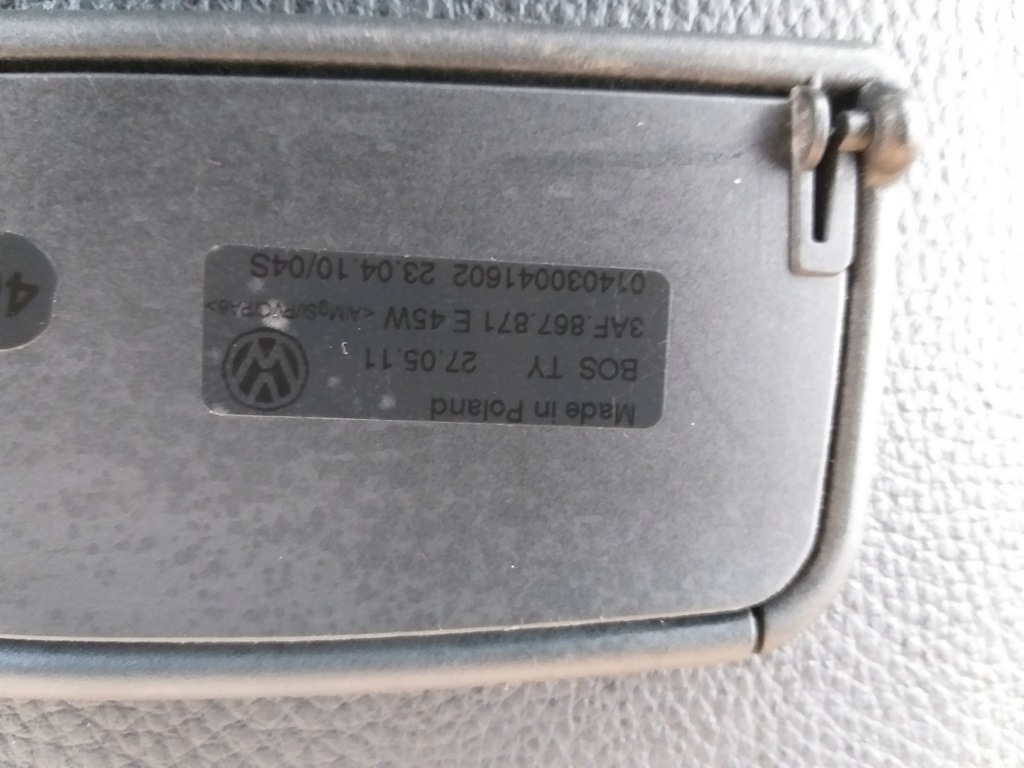 Made in Poland
BOS TY 27.05.11
3AF.867.871 E 45W
014030041602 23.04.10/04S